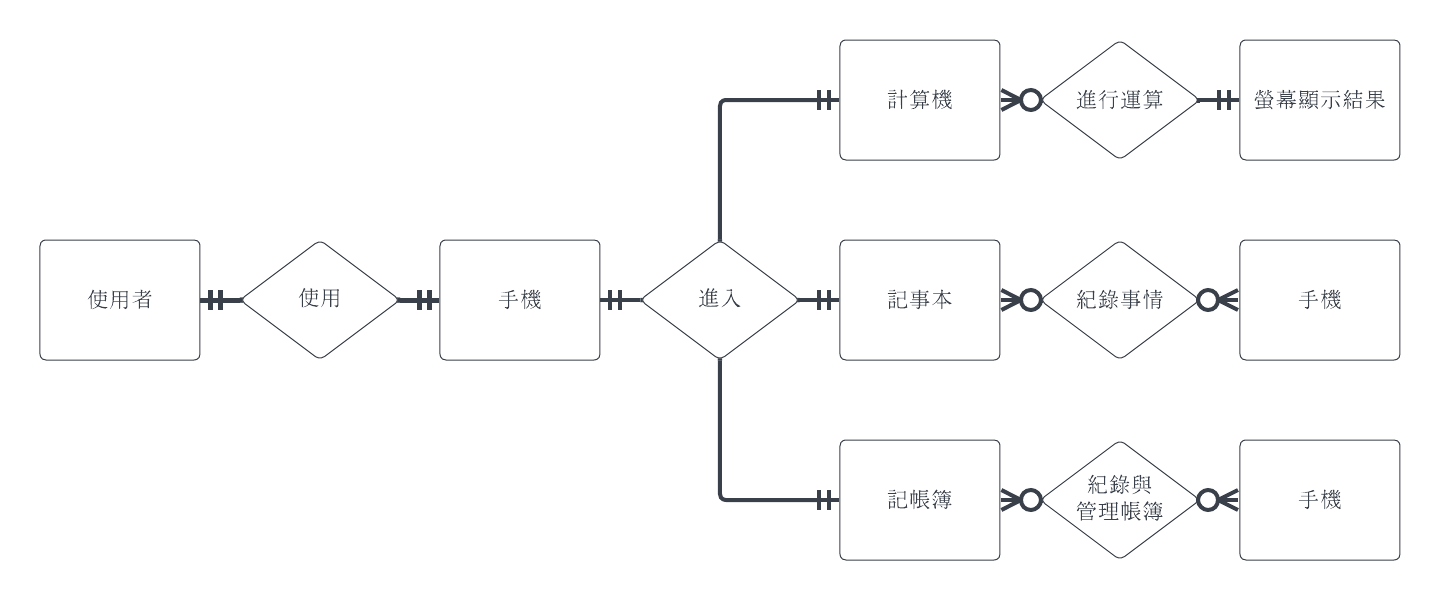 計算機
進行運算
螢幕顯示結果
使用者
使用
手機
進入
記事本
紀錄事情
手機
記帳簿
紀錄與
管理帳簿
手機